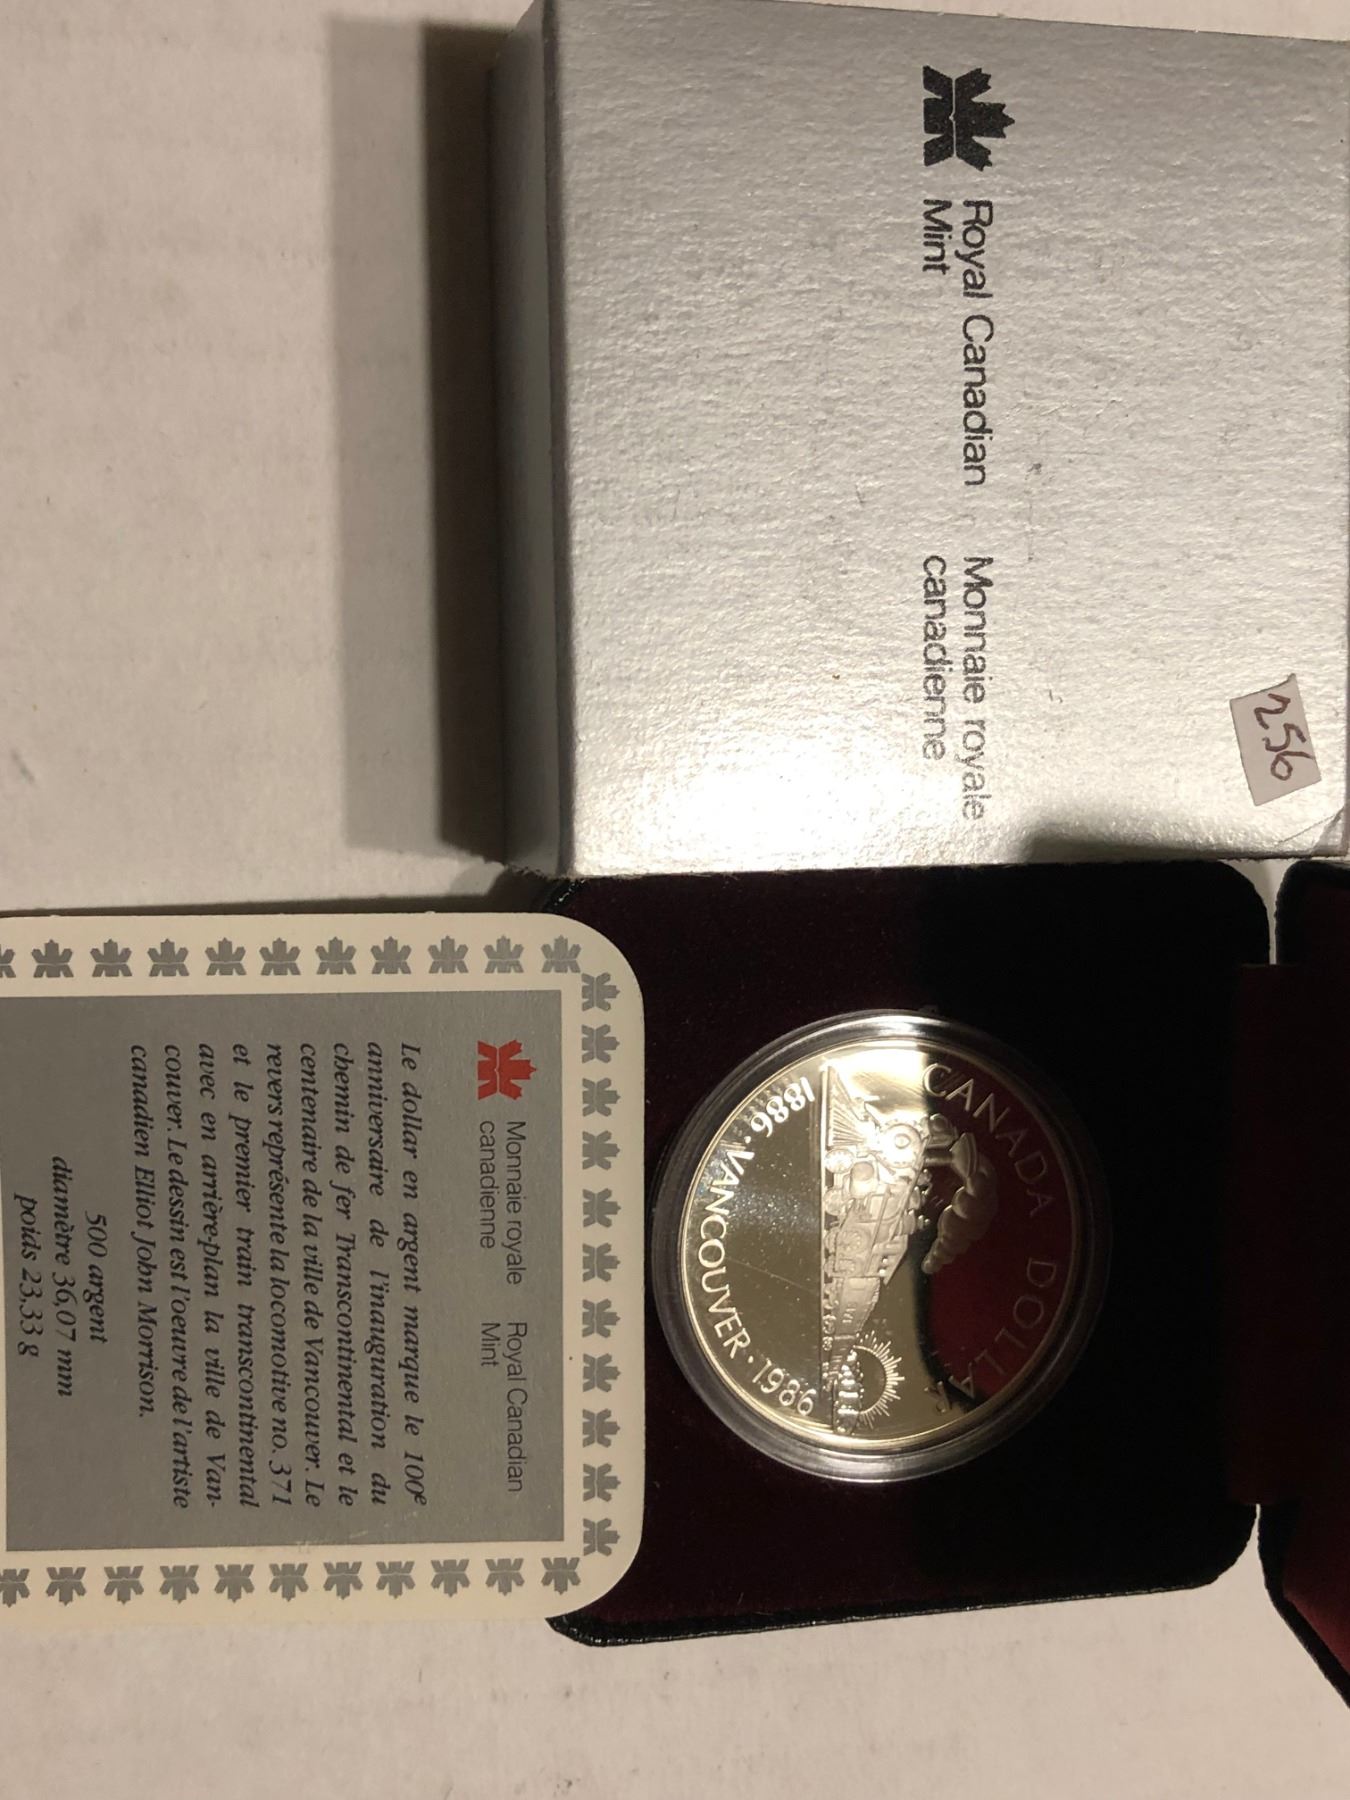 Royal Canadian
Mint
Monnaie royale
canadienne
256
CANADA DOLLA
1886 · VANCOUVER · 1986
Monnaie royale
canadienne
Royal Canadian
Mint
Le dollar en argent marque le 100e
anniversaire de l'inauguration du
chemin de fer Transcontinental et le
centenaire de la ville de Vancouver. Le
revers représente la locomotive no. 371
et le premier train transcontinental
avec en arrière-plan la ville de Van-
couver. Le dessin est l'oeuvre de l'artiste
canadien Elliot John Morrison.
500 argent
diamètre 36,07 mm
poids 23,33 g